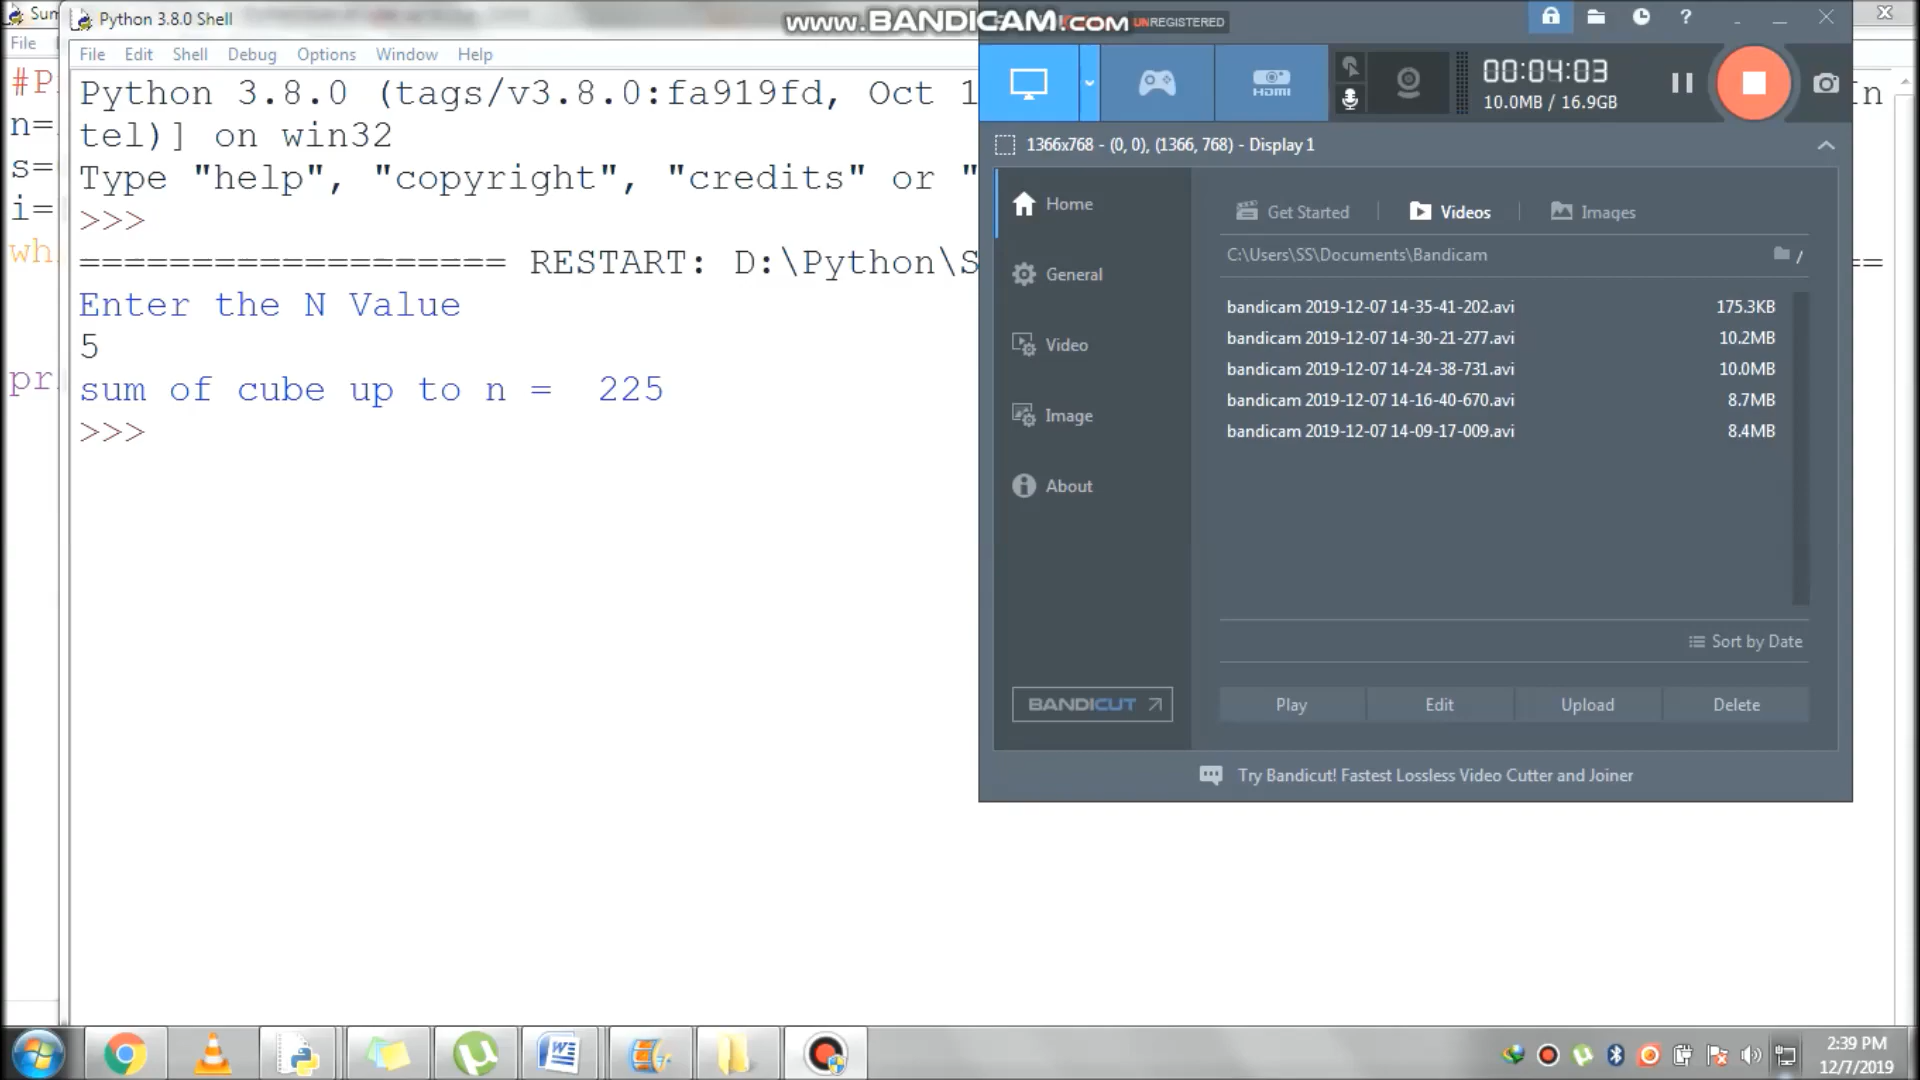 Sum
Python 3.8.0 Shell
www.BANDICAM.COM UNREGISTERED
File
File Edit Shell Debug Options Window Help
#P
n=
s=
i=
wh
pr
Python 3.8.0 (tags/v3.8.0:fa919fd, Oct 1
tel)] on win32
Type "help", "copyright", "credits" or "
>>>
=================== RESTART: D:\Python\S
==
Enter the N Value
5
sum of cube up to n =  225
>>>
HDMI
00:04:03
10.0MB / 16.9GB
1366x768 - (0, 0), (1366, 768) - Display 1
Home
General
Video
Image
About
BANDICUT
Get Started
Videos
Images
C:\Users\SS\Documents\Bandicam
/
bandicam 2019-12-07 14-35-41-202.avi 175.3KB
bandicam 2019-12-07 14-30-21-277.avi 10.2MB
bandicam 2019-12-07 14-24-38-731.avi 10.0MB
bandicam 2019-12-07 14-16-40-670.avi 8.7MB
bandicam 2019-12-07 14-09-17-009.avi 8.4MB
Sort by Date
Play Edit Upload Delete
Try Bandicut! Fastest Lossless Video Cutter and Joiner
2:39 PM
12/7/2019